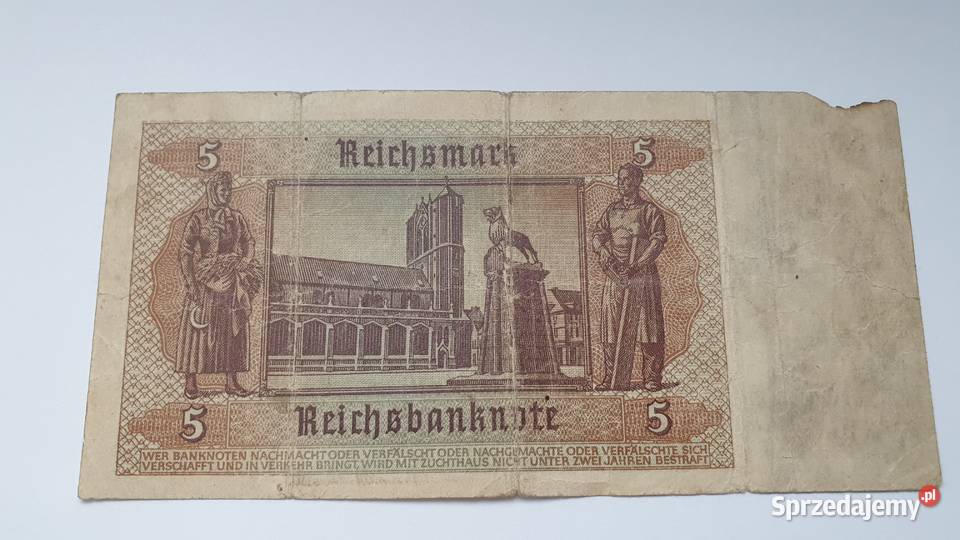 5 Reichsmark 5
5 Reichsbanknote 5
WER BANKNOTEN NACHMACHT ODER VERFÄLSCHT ODER NACHGEMACHTE ODER VERFÄLSCHTE SICH
VERSCHAFFT UND IN VERKEHR BRINGT, WIRD MIT ZUCHTHAUS NICHT UNTER ZWEI JAHREN BESTRAFT
Sprzedajemy.pl